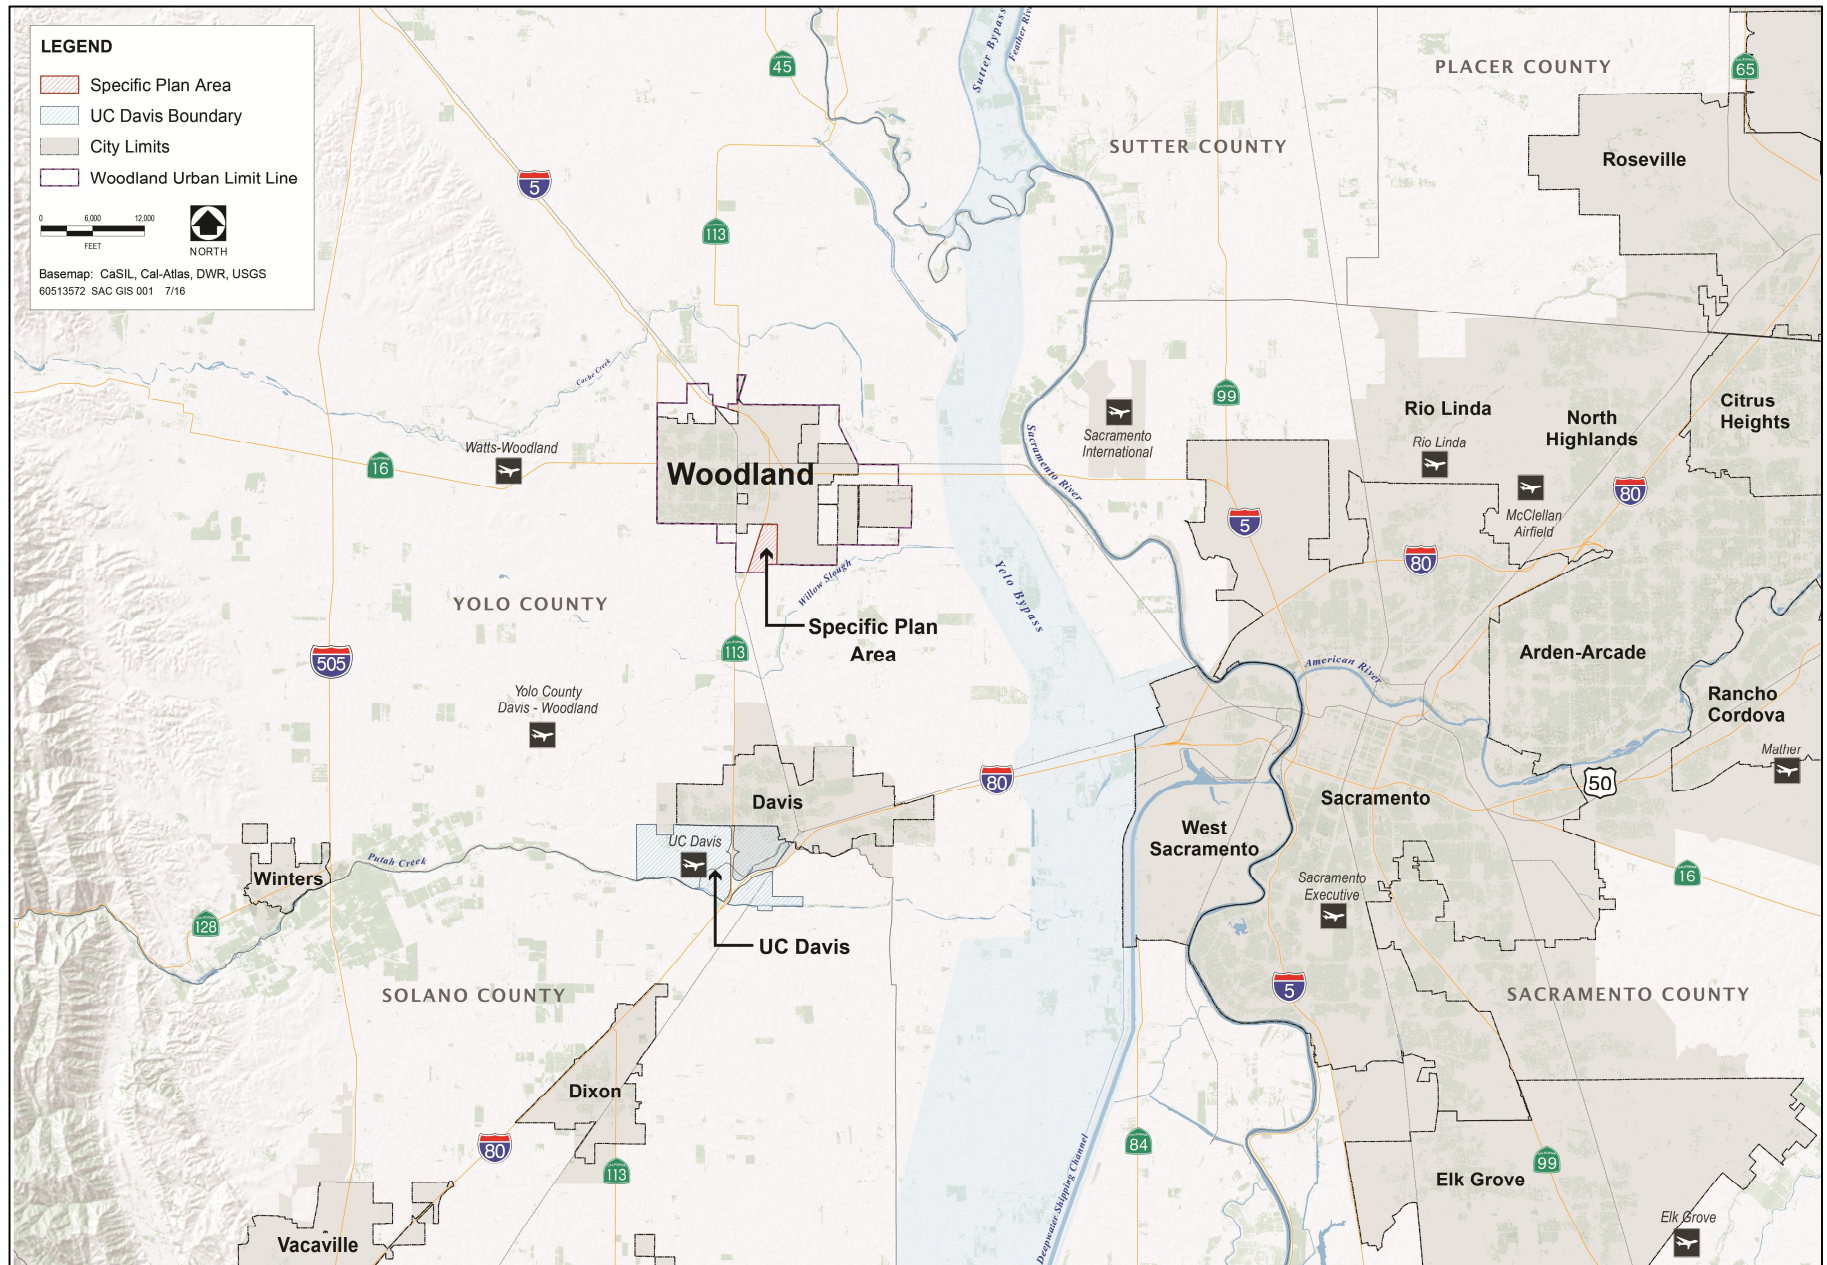 LEGEND
Specific Plan Area
UC Davis Boundary
City Limits
Woodland Urban Limit Line
0 6,000 12,000
FEET
NORTH
Basemap: CaSIL, Cal-Atlas, DWR, USGS
60513572 SAC GIS 001 7/16
45
Sutter Bypass
Feather Riv
PLACER COUNTY
65
SUTTER COUNTY
Roseville
5
113
Cache Creek
99
Sacramento
International
Rio Linda
North
Highlands
Citrus
Heights
Rio Linda
Watts-Woodland
16
Woodland
Sacramento River
80
McClellan
Airfield
5
80
Willow Slough
Yolo Bypass
YOLO COUNTY
Specific Plan
Area
113
505
American River
Arden-Arcade
Rancho
Cordova
Yolo County
Davis - Woodland
Mather
80
50
Davis
Sacramento
West
Sacramento
UC Davis
Putah Creek
Winters
16
Sacramento
Executive
128
UC Davis
SOLANO COUNTY
5
SACRAMENTO COUNTY
Dixon
80
113
84
Deepwater Shipping Channel
99
Elk Grove
Elk Grove
Vacaville